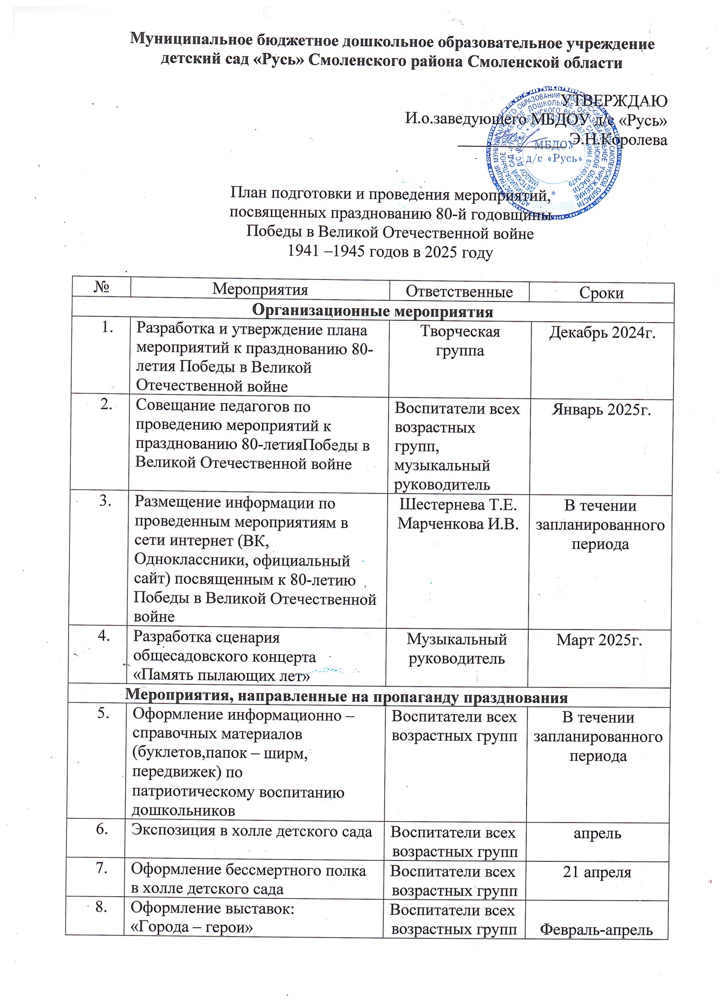 Муниципальное бюджетное дошкольное образовательное учреждение
детский сад «Русь» Смоленского района Смоленской области
УТВЕРЖДАЮ
И.о.заведующего МБДОУ д/с «Русь»
Э.Н.Королева
МБДОУ
д/с «Русь»
ИНН 6714013479
План подготовки и проведения мероприятий,
посвященных празднованию 80-й годовщины
Победы в Великой Отечественной войне
1941 –1945 годов в 2025 году
№ Мероприятия Ответственные Сроки
Организационные мероприятия
1. Разработка и утверждение плана Творческая Декабрь 2024г.
мероприятий к празднованию 80- группа
летия Победы в Великой
Отечественной войне
2. Совещание педагогов по Воспитатели всех Январь 2025г.
проведению мероприятий к возрастных
празднованию 80-летияПобеды в групп,
Великой Отечественной войне музыкальный
руководитель
3. Размещение информации по Шестернева Т.Е. В течении
проведенным мероприятиям в Марченкова И.В. запланированного
сети интернет (ВК, периода
Одноклассники, официальный
сайт) посвященным к 80-летию
Победы в Великой Отечественной
войне
4. Разработка сценария Музыкальный Март 2025г.
общесадовского концерта руководитель
«Память пылающих лет»
Мероприятия, направленные на пропаганду празднования
5. Оформление информационно – Воспитатели всех В течении
справочных материалов возрастных групп запланированного
(буклетов,папок – ширм, периода
передвижек) по
патриотическому воспитанию
дошкольников
6. Экспозиция в холле детского сада Воспитатели всех апрель
возрастных групп
7. Оформление бессмертного полка Воспитатели всех 21 апреля
в холле детского сада возрастных групп
8. Оформление выставок: Воспитатели всех
«Города – герои» возрастных групп Февраль-апрель